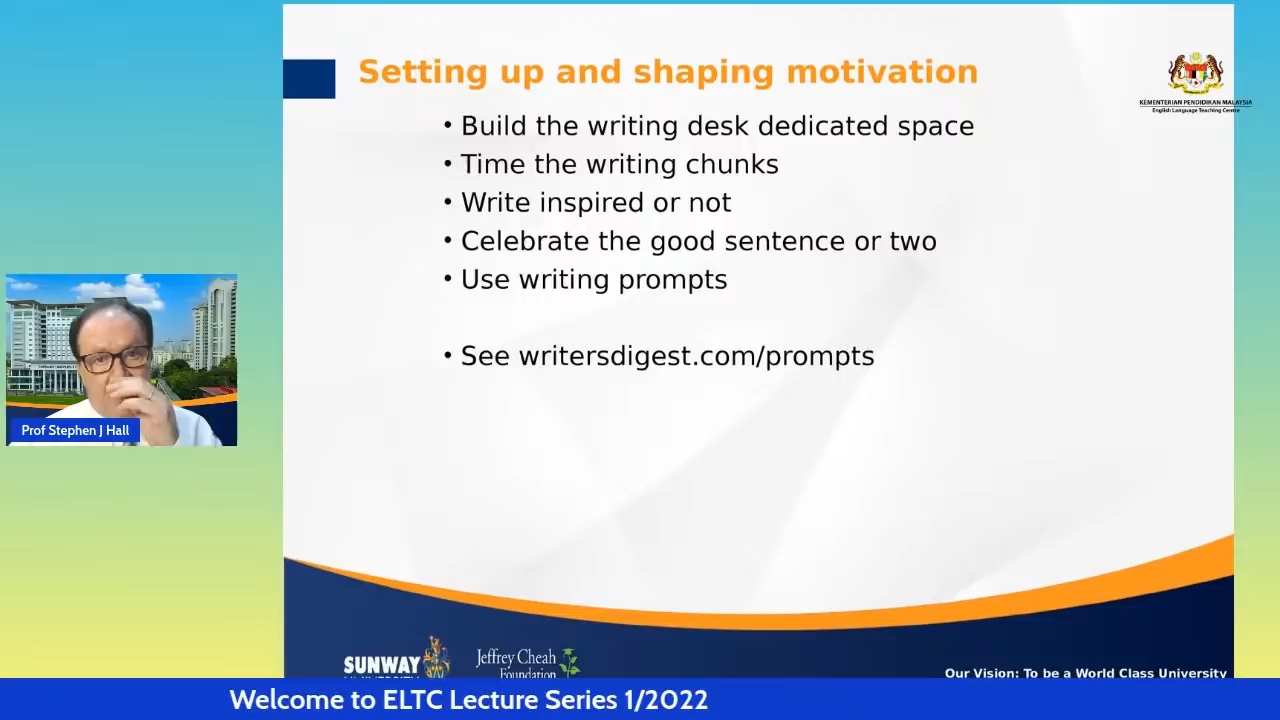 Setting up and shaping motivation
KEMENTERIAN PENDIDIKAN MALAYSIA
English Language Teaching Centre
• Build the writing desk dedicated space
• Time the writing chunks
• Write inspired or not
• Celebrate the good sentence or two
• Use writing prompts
• See writersdigest.com/prompts
Prof Stephen J Hall
SUNWAY
Jeffrey Cheah
Foundation
Our Vision: To be a World Class University
Welcome to ELTC Lecture Series 1/2022